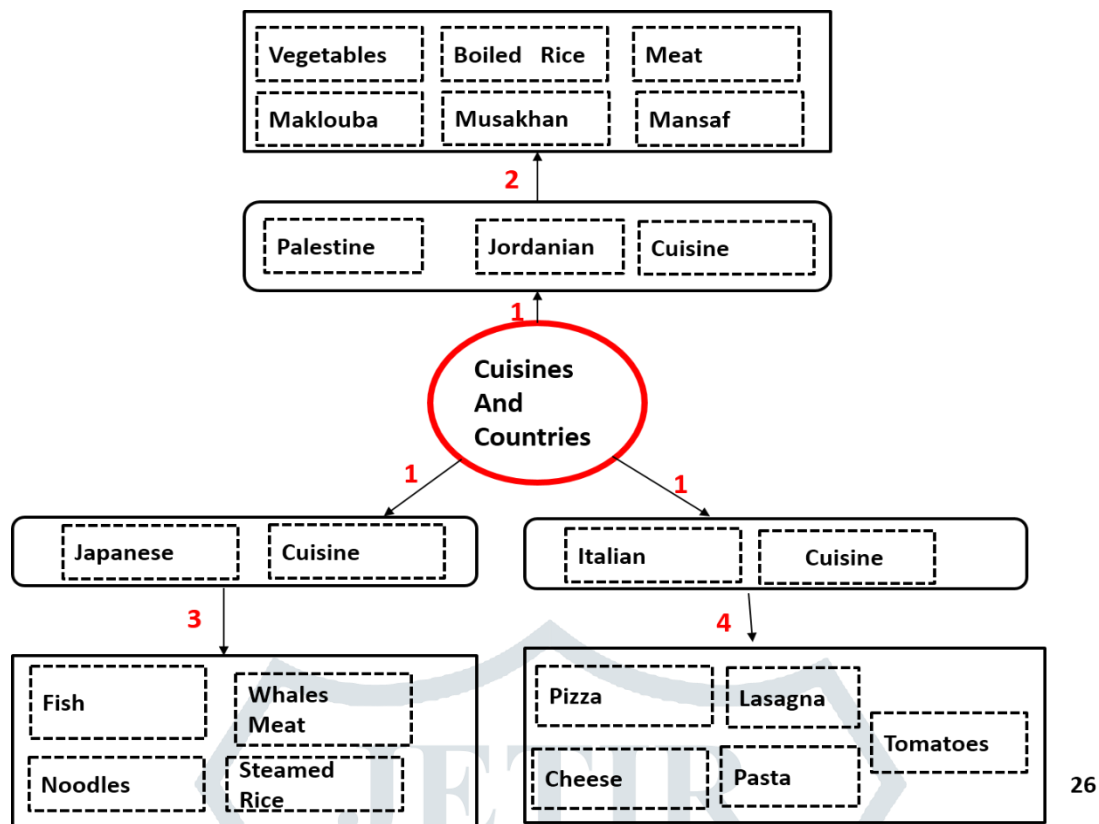 Vegetables Boiled Rice Meat
Maklouba Musakhan Mansaf
2
Palestine Jordanian Cuisine
1
Cuisines
And
Countries
1
1
Japanese Cuisine
Italian Cuisine
3
4
Fish
Whales
Meat
Noodles
Steamed
Rice
Pizza Lasagna
Tomatoes
Cheese Pasta
26
JETIR